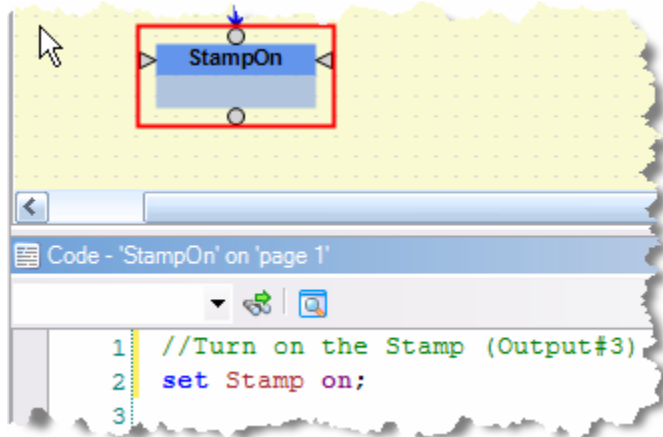 StampOn
Code - 'StampOn' on 'page 1'
1 //Turn on the Stamp (Output#3)
2 set Stamp on;
3